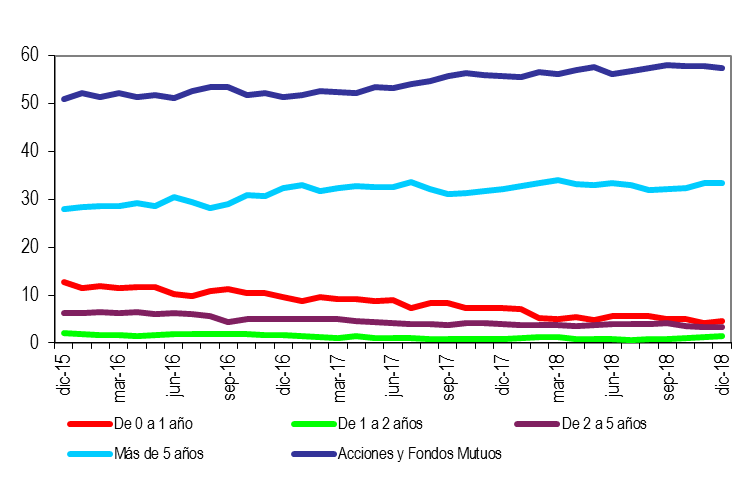 60
50
40
30
20
10
0
dic-15
mar-16
jun-16
sep-16
dic-16
mar-17
jun-17
sep-17
dic-17
mar-18
jun-18
sep-18
dic-18
De 0 a 1 año
De 1 a 2 años
De 2 a 5 años
Más de 5 años
Acciones y Fondos Mutuos